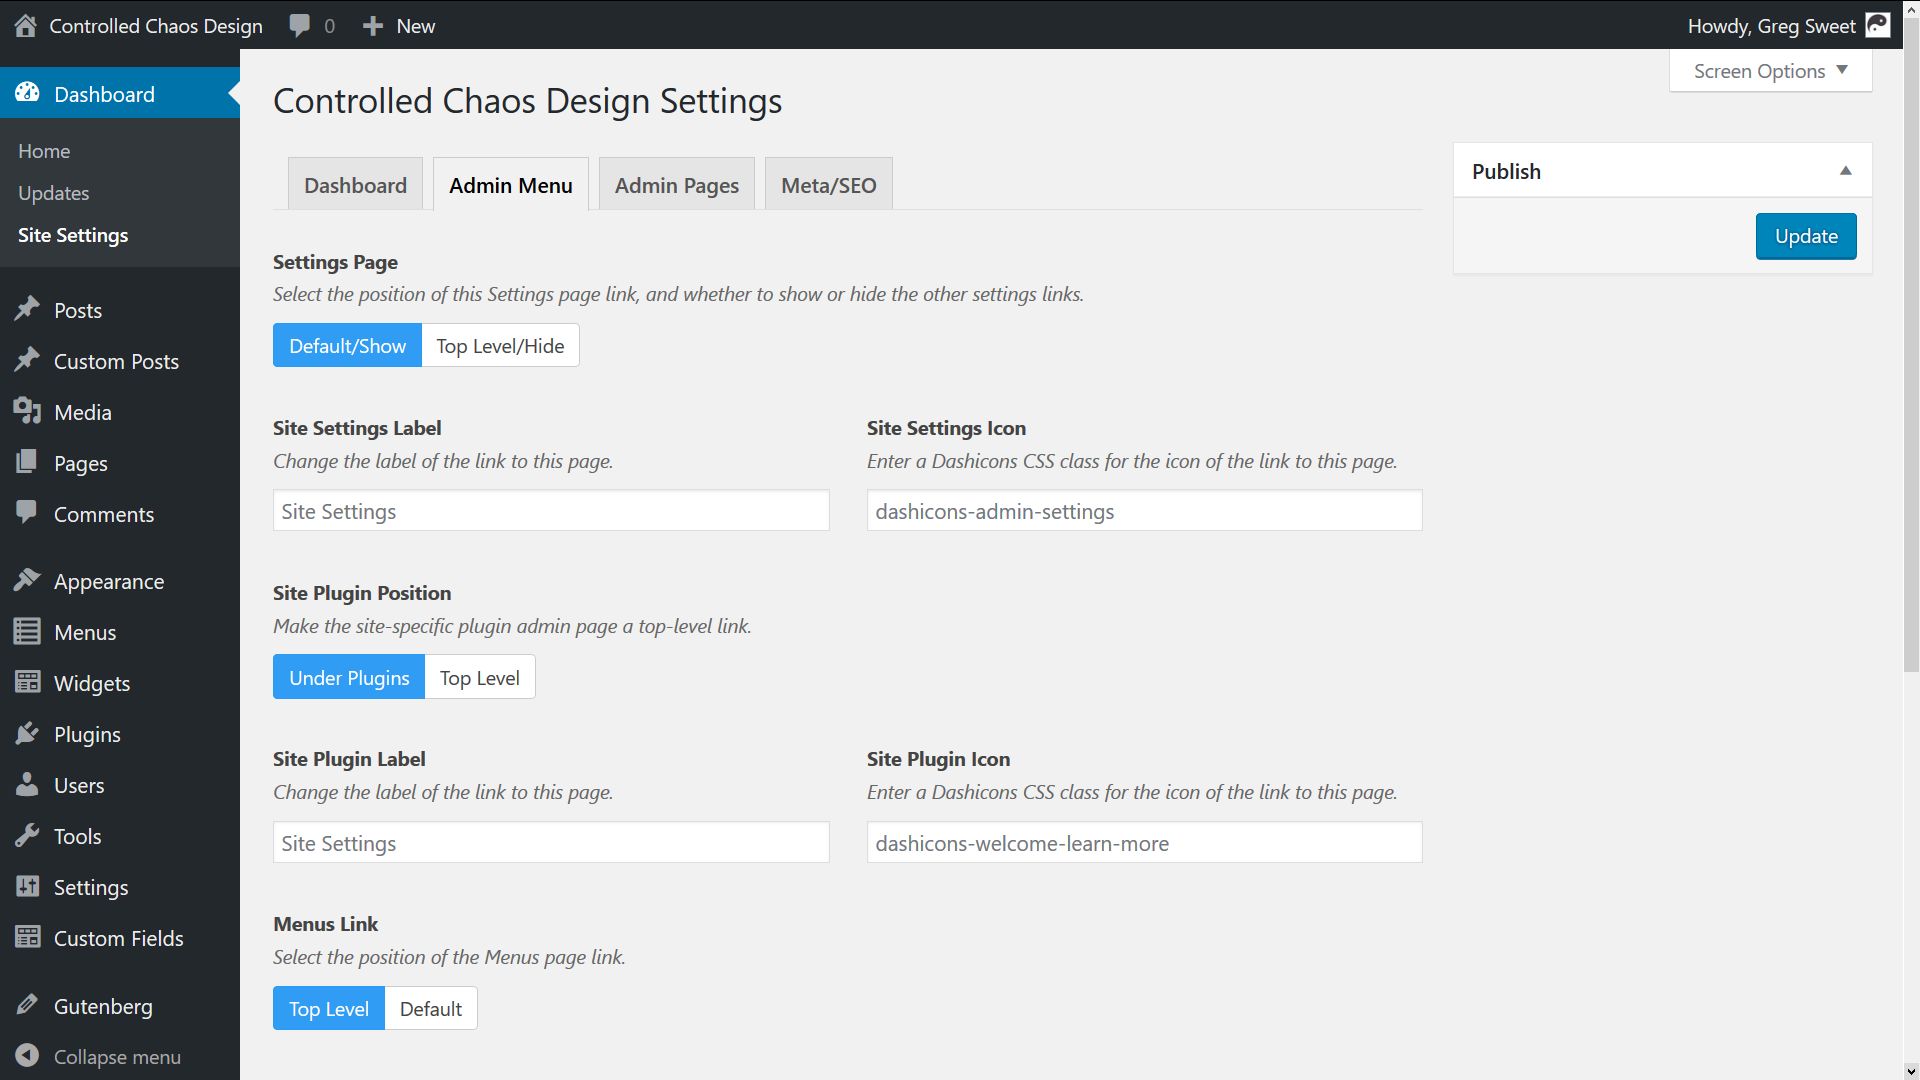 Controlled Chaos Design 0 New Howdy, Greg Sweet
Screen Options
Dashboard
Home
Updates
Site Settings
Posts
Custom Posts
Media
Pages
Comments
Appearance
Menus
Widgets
Plugins
Users
Tools
Settings
Custom Fields
Gutenberg
Collapse menu
Controlled Chaos Design Settings
Dashboard Admin Menu Admin Pages Meta/SEO
Settings Page
Select the position of this Settings page link, and whether to show or hide the other settings links.
Default/Show Top Level/Hide
Site Settings Label
Change the label of the link to this page.
Site Settings
Site Settings Icon
Enter a Dashicons CSS class for the icon of the link to this page.
dashicons-admin-settings
Site Plugin Position
Make the site-specific plugin admin page a top-level link.
Under Plugins Top Level
Site Plugin Label
Change the label of the link to this page.
Site Settings
Site Plugin Icon
Enter a Dashicons CSS class for the icon of the link to this page.
dashicons-welcome-learn-more
Menus Link
Select the position of the Menus page link.
Top Level Default
Publish
Update